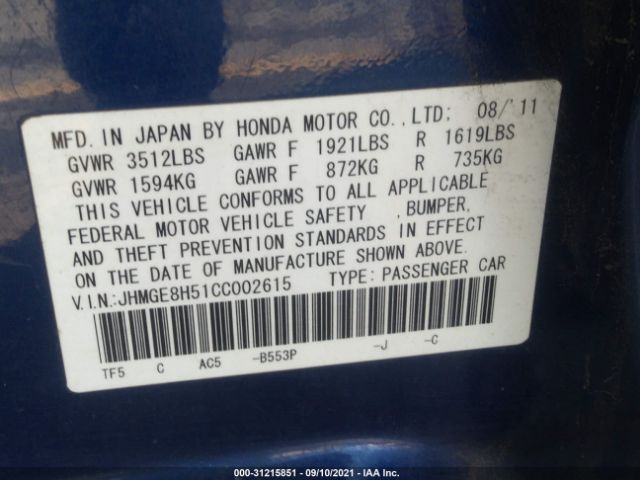 MFD. IN JAPAN BY HONDA MOTOR CO., LTD: 08/'11
GVWR 3512LBS GAWR F 1921LBS R 1619LBS
GVWR 1594KG GAWR F 872KG R 735KG
THIS VEHICLE CONFORMS TO ALL APPLICABLE
FEDERAL MOTOR VEHICLE SAFETY ,BUMPER,
AND THEFT PREVENTION STANDARDS IN EFFECT
ON THE DATE OF MANUFACTURE SHOWN ABOVE.
V.I.N.:JHMGE8H51CC002615 TYPE: PASSENGER CAR
TF5 C AC5 -B553P -J -C
000-31215851 - 09/10/2021 - IAA Inc.